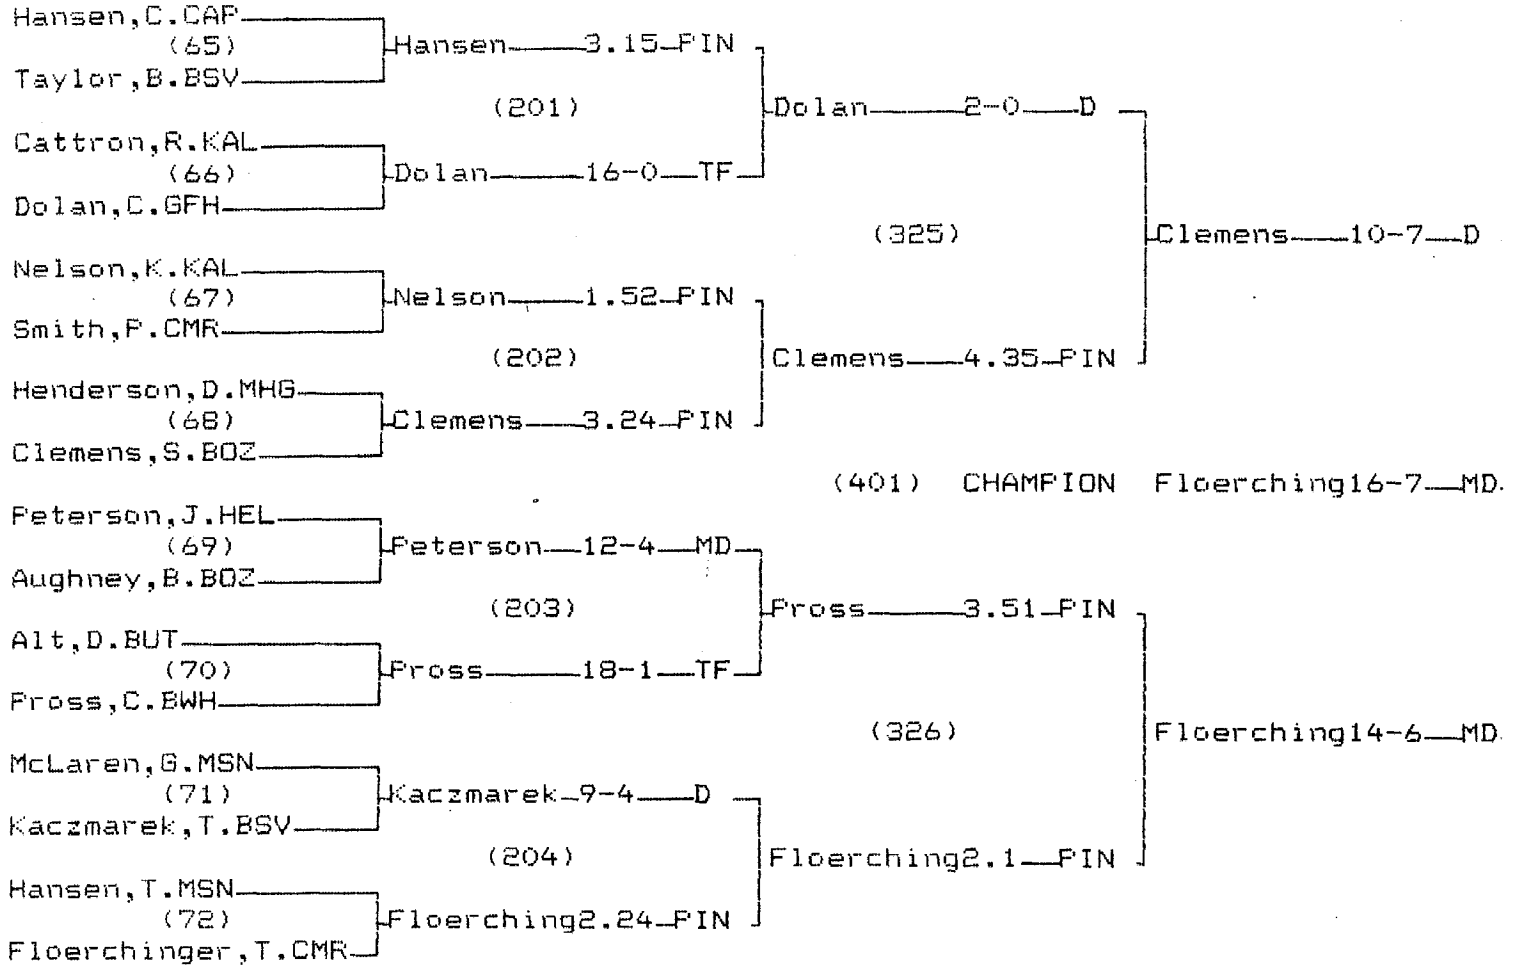 Hansen,C.CAP
(65) Hansen 3.15 PIN
Taylor,B.BSV
(201) Dolan 2-0 D
Cattron,R.KAL
(66) Dolan 16-0 TF
Dolan,C.GFH
(325) Clemens 10-7 D
Nelson,K.KAL
(67) Nelson 1.52 PIN
Smith,P.CMR
(202) Clemens 4.35 PIN
Henderson,D.MHG
(68) Clemens 3.24 PIN
Clemens,S.BOZ
(401) CHAMPION Floerching16-7 MD
Peterson,J.HEL
(69) Peterson 12-4 MD
Aughney,B.BOZ
(203) Pross 3.51 PIN
Alt,D.BUT
(70) Pross 18-1 TF
Pross,C.BWH
(326) Floerching14-6 MD
McLaren,G.MSN
(71) Kaczmarek 9-4 D
Kaczmarek,T.BSV
(204) Floerching2.1 PIN
Hansen,T.MSN
(72) Floerching2.24 PIN
Floerchinger,T.CMR